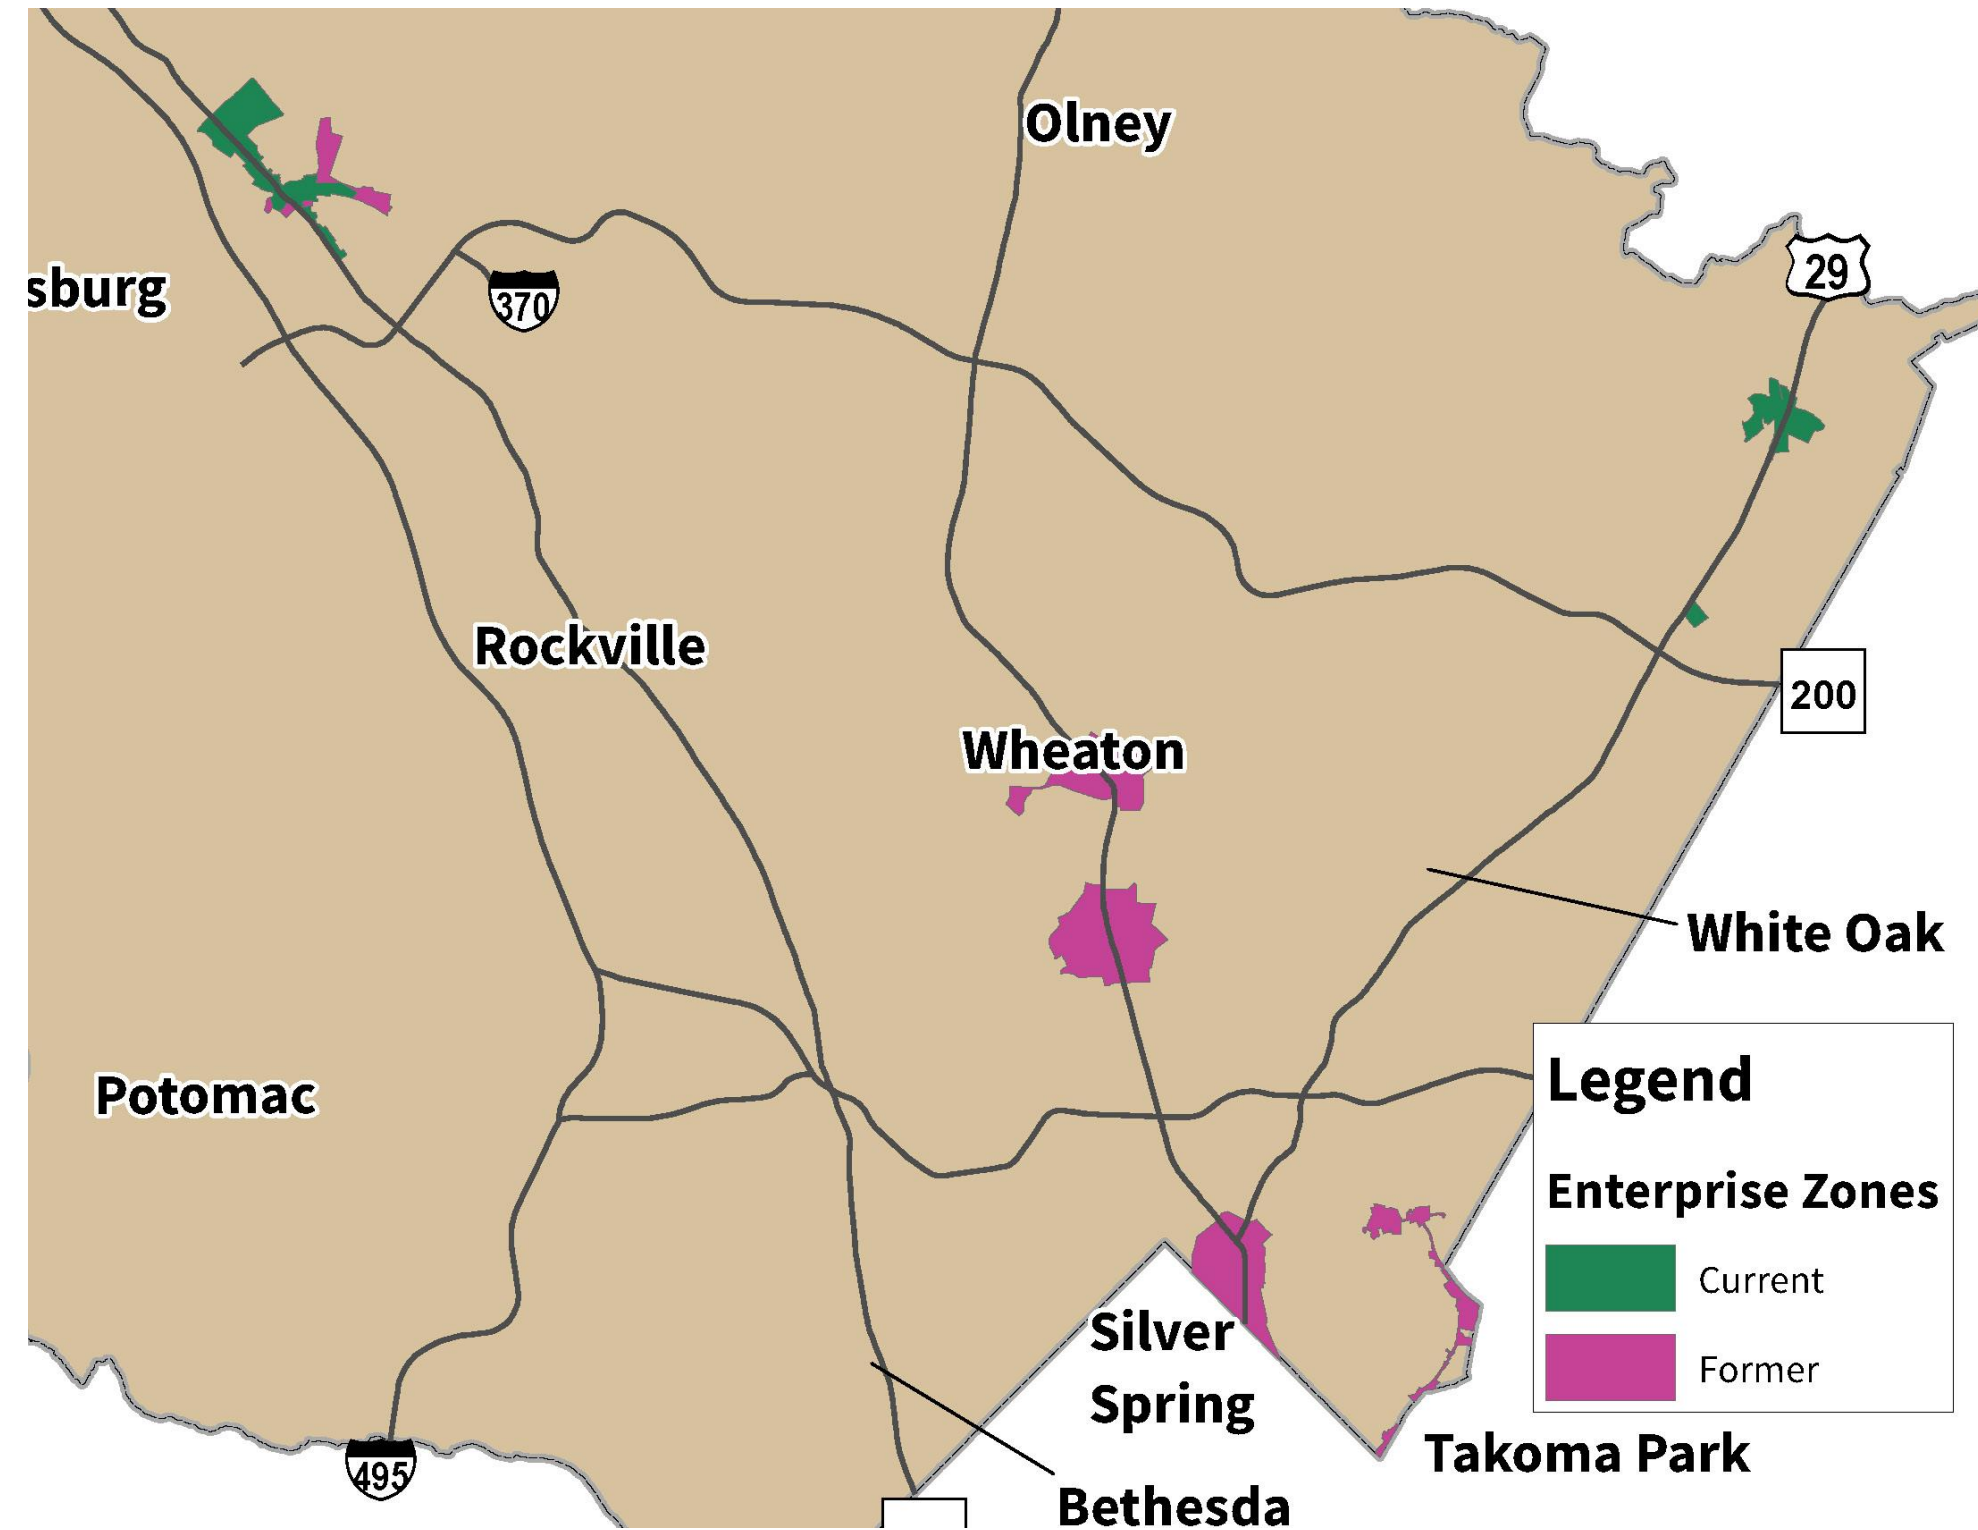 Olney
29
sburg
370
Rockville
200
Wheaton
White Oak
Potomac
Legend
Enterprise Zones
Current
Former
Silver
Spring
Takoma Park
495
Bethesda